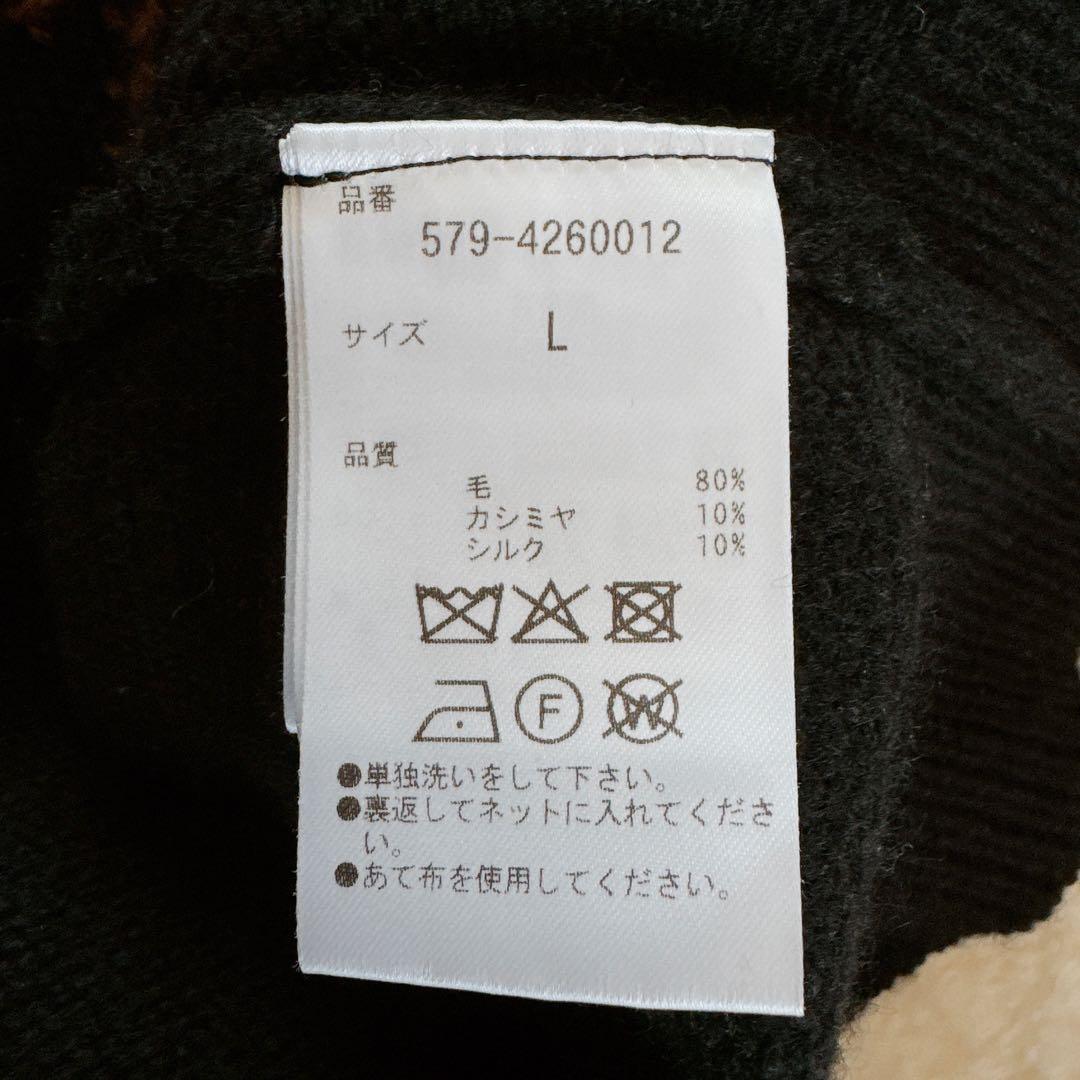 品番
579-4260012
サイズ L
品質
毛 80%
カシミヤ 10%
シルク 10%
F W
●単独洗いをして下さい。
●裏返してネットに入れてくださ
い。
●あて布を使用してください。